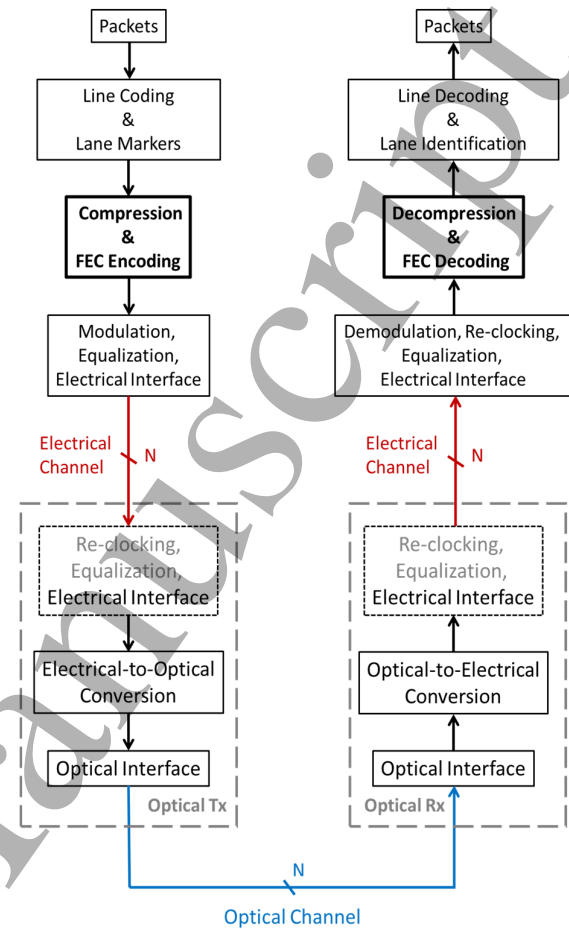 Packets
Line Coding
&
Lane Markers
Compression
&
FEC Encoding
Modulation,
Equalization,
Electrical Interface
Electrical
Channel
N
Re-clocking,
Equalization,
Electrical Interface
Electrical-to-Optical
Conversion
Optical Interface
Optical Tx
N
Optical Channel
Packets
Line Decoding
&
Lane Identification
Decompression
&
FEC Decoding
Demodulation, Re-clocking,
Equalization,
Electrical Interface
Electrical
Channel
N
Re-clocking,
Equalization,
Electrical Interface
Optical-to-Electrical
Conversion
Optical Interface
Optical Rx
anuscript